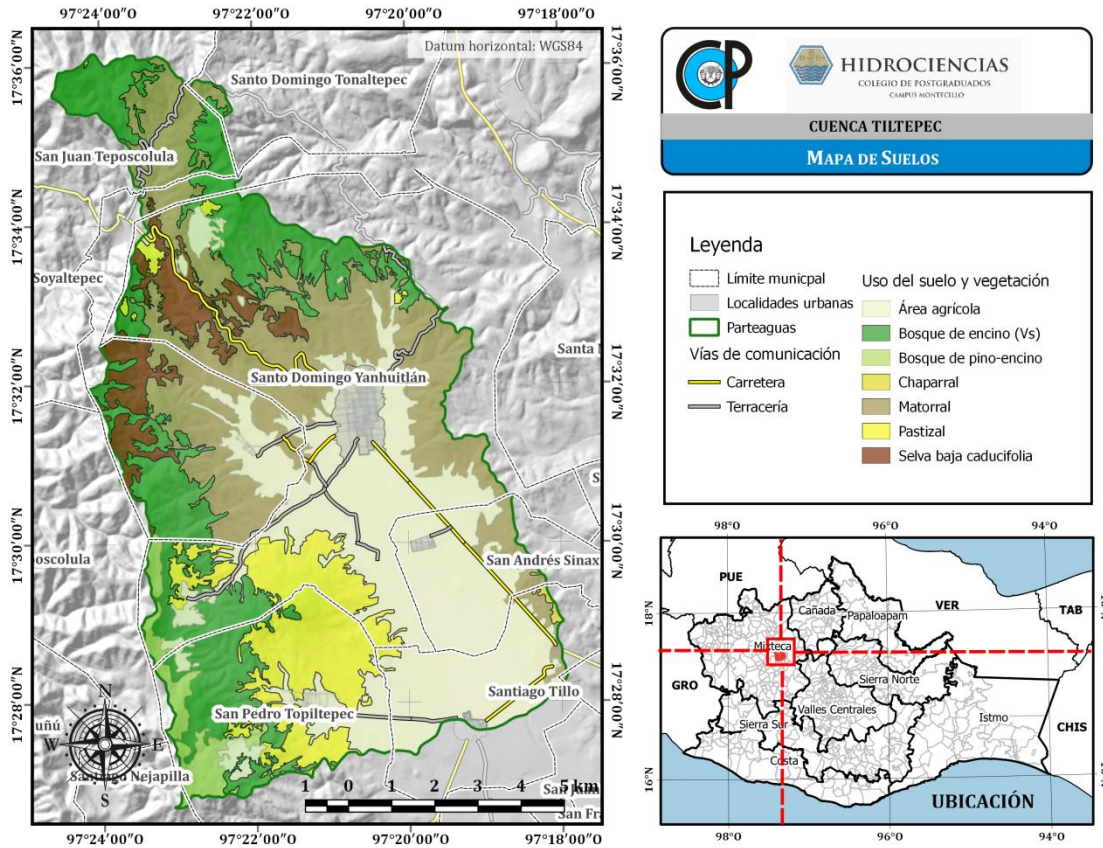 97°24'00"O 97°22'00"O 97°20'00"O 97°18'00"O
Datum horizontal: WGS84
17°36'00"N
17°36'00"N
Santo Domingo Tonaltepec
San Juan Teposcolula
17°34'00"N
17°34'00"N
Soyaltepec
Santa
17°32'00"N
17°32'00"N
Santo Domingo Yanhuitlán
17°30'00"N
17°30'00"N
oscolula
San Andrés Sinax
17°28'00"N
17°28'00"N
Santiago Tillo
San Pedro Topiltepec
uñú
N
W E
S
Santiago Nejapilla
1 0 1 2 3 4 5 km
San Juan
San Fra
97°24'00"O 97°22'00"O 97°20'00"O 97°18'00"O
CP
HIDROCIENCIAS
COLEGIO DE POSTGRADUADOS
CAMPUS MONTECILLO
CUENCA TILTEPEC
MAPA DE SUELOS
Leyenda
Límite municpal
Localidades urbanas
Parteaguas
Vías de comunicación
Carretera
Terracería
Uso del suelo y vegetación
Área agrícola
Bosque de encino (Vs)
Bosque de pino-encino
Chaparral
Matorral
Pastizal
Selva baja caducifolia
98°0 96°0 94°0
PUE
VER
TAB
Cañada
Papaloapam
18°N
Mixteca
GRO
Sierra Norte
Valles Centrales
Sierra Sur
Istmo
CHIS
Costa
16°N
UBICACIÓN
98°0 96°0 94°0